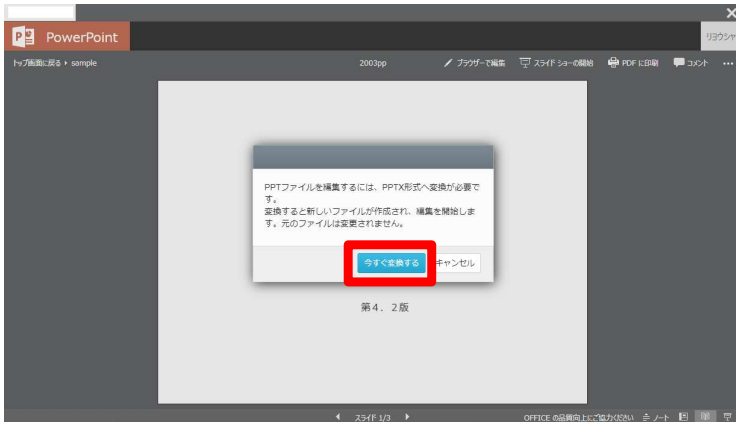 PowerPoint
リヨウシャ
トップ画面に戻る ▸ sample
2003pp
ブラウザーで編集
スライド ショーの開始
PDF に印刷
コメント
PPTファイルを編集するには、PPTX形式へ変換が必要で
す。
変換すると新しいファイルが作成され、編集を開始しま
す。元のファイルは変更されません。
今すぐ変換する
キャンセル
第4．2版
スライド 1/3
OFFICE の品質向上にご協力ください
ノート